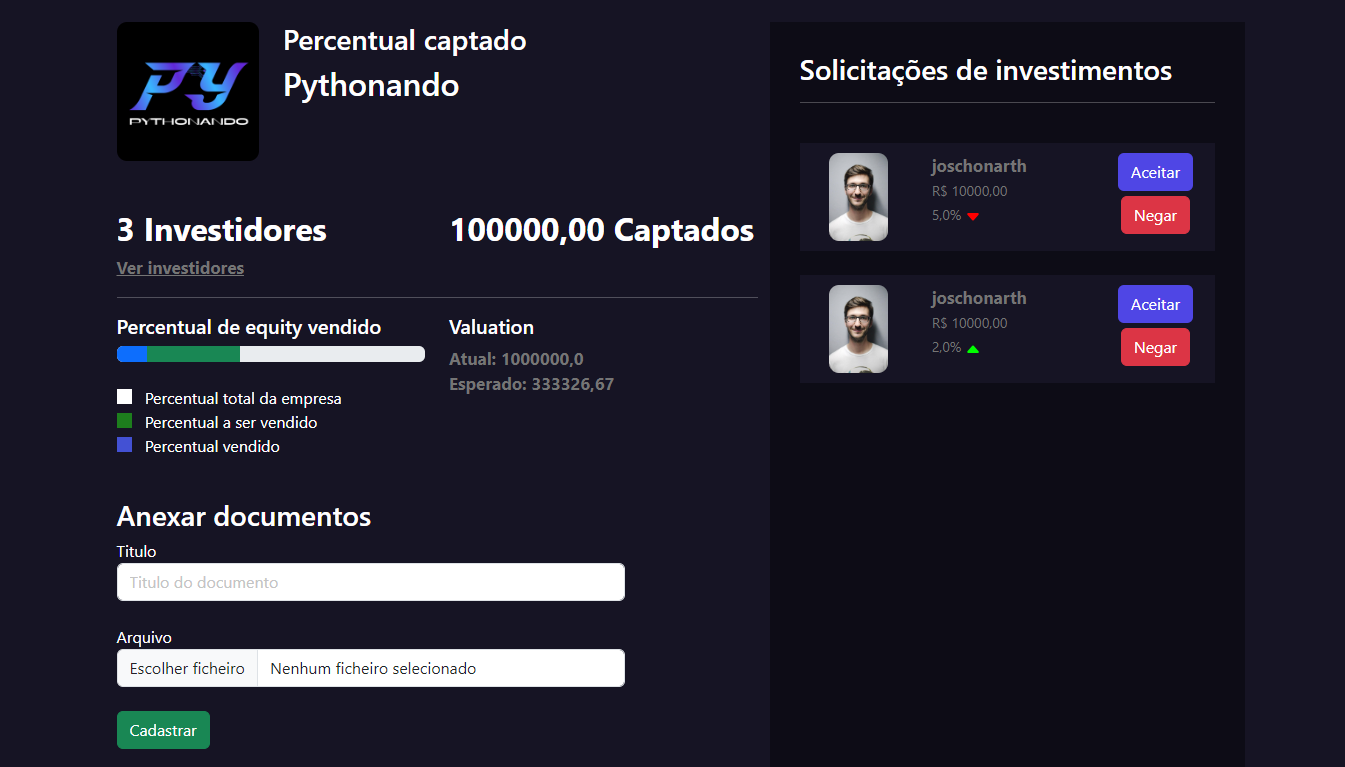 PY
PYTHONANDO
Percentual captado
Pythonando
3 Investidores
Ver investidores
100000,00 Captados
Percentual de equity vendido
Percentual total da empresa
Percentual a ser vendido
Percentual vendido
Valuation
Atual: 1000000,0
Esperado: 333326,67
Anexar documentos
Titulo
Titulo do documento
Arquivo
Escolher ficheiro Nenhum ficheiro selecionado
Cadastrar
Solicitações de investimentos
joschonarth
R$ 10000,00
5,0%
Aceitar
Negar
joschonarth
R$ 10000,00
2,0%
Aceitar
Negar